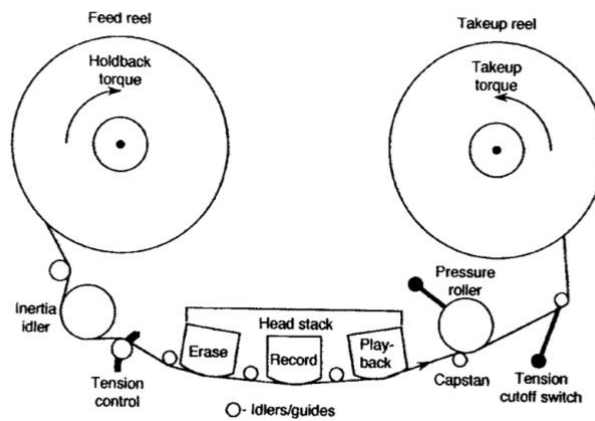 Feed reel
Takeup reel
Holdback
torque
Takeup
torque
Pressure
roller
Inertia
idler
Head stack
Erase
Record
Play-
back
Tension
control
Capstan
Tension
cutoff switch
- Idlers/guides